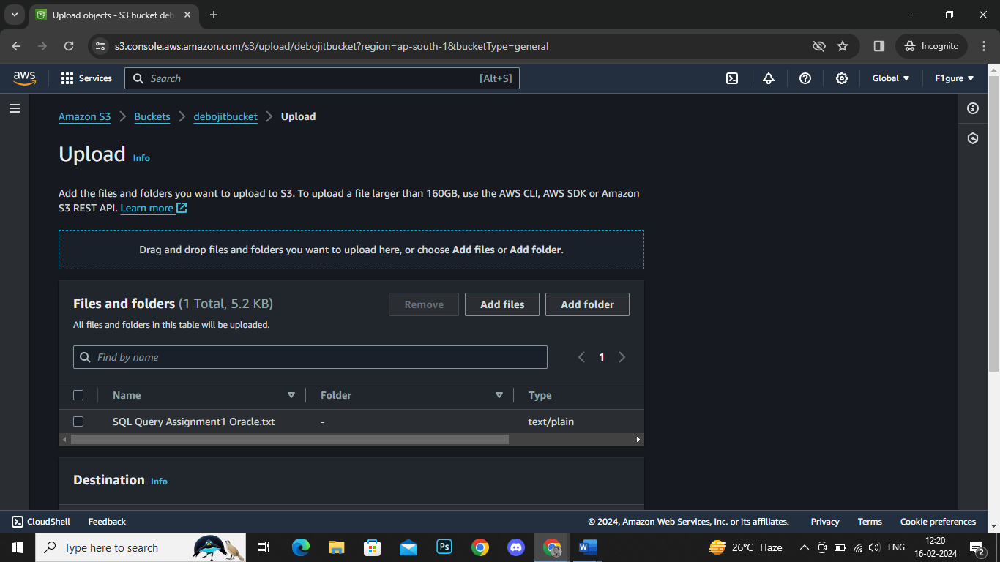 Upload objects - S3 bucket deb
s3.console.aws.amazon.com/s3/upload/debojitbucket?region=ap-south-1&bucketType=general
Incognito
aws
Services
Search
[Alt+S]
Global
F1gure
Amazon S3
Buckets
debojitbucket
Upload
Upload Info
Add the files and folders you want to upload to S3. To upload a file larger than 160GB, use the AWS CLI, AWS SDK or Amazon
S3 REST API. Learn more
Drag and drop files and folders you want to upload here, or choose Add files or Add folder.
Files and folders (1 Total, 5.2 KB)
Remove
Add files
Add folder
All files and folders in this table will be uploaded.
Find by name
1
Name
Folder
Type
SQL Query Assignment1 Oracle.txt
-
text/plain
Destination Info
CloudShell
Feedback
© 2024, Amazon Web Services, Inc. or its affiliates.
Privacy
Terms
Cookie preferences
Type here to search
Ps
W
26°C Haze
ENG
12:20
16-02-2024
2